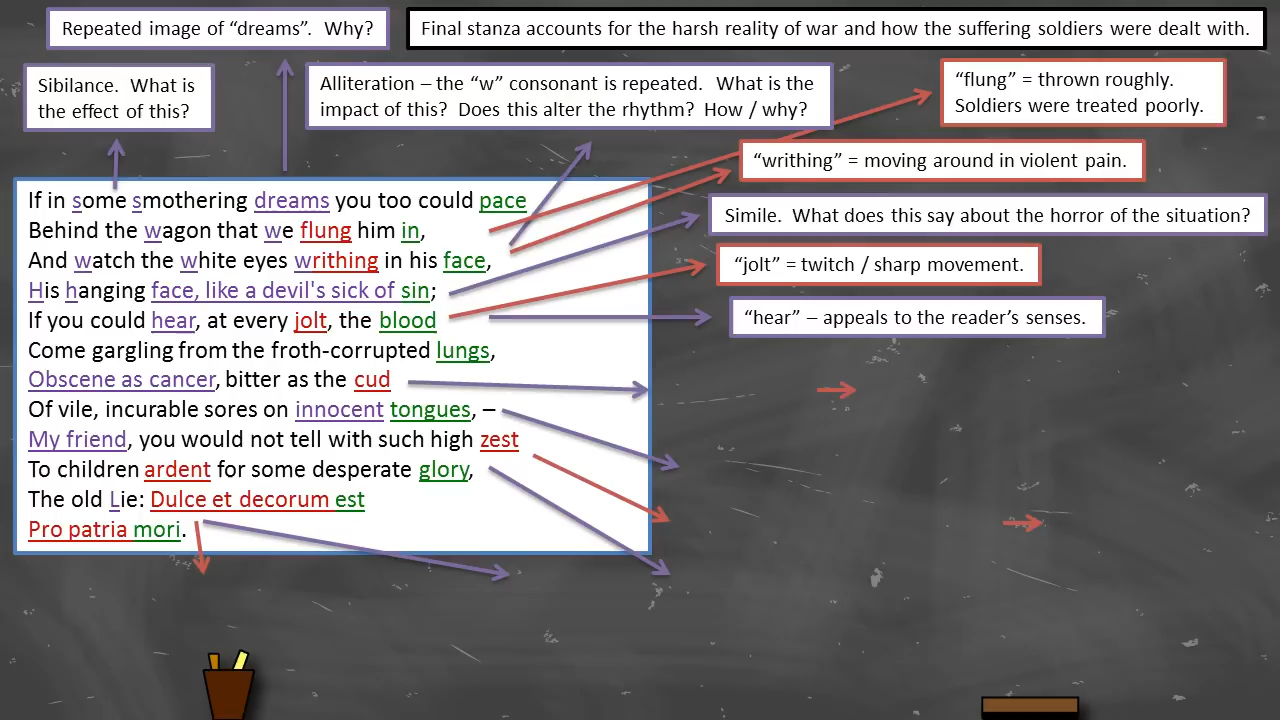 Repeated image of “dreams”.  Why?
Final stanza accounts for the harsh reality of war and how the suffering soldiers were dealt with.
Sibilance.  What is
the effect of this?
Alliteration – the “w” consonant is repeated.  What is the
impact of this?  Does this alter the rhythm?  How / why?
“flung” = thrown roughly.
Soldiers were treated poorly.
“writhing” = moving around in violent pain.
Simile.  What does this say about the horror of the situation?
“jolt” = twitch / sharp movement.
“hear” – appeals to the reader’s senses.
If in some smothering dreams you too could pace
Behind the wagon that we flung him in,
And watch the white eyes writhing in his face,
His hanging face, like a devil's sick of sin;
If you could hear, at every jolt, the blood
Come gargling from the froth-corrupted lungs,
Obscene as cancer, bitter as the cud
Of vile, incurable sores on innocent tongues, –
My friend, you would not tell with such high zest
To children ardent for some desperate glory,
The old Lie: Dulce et decorum est
Pro patria mori.